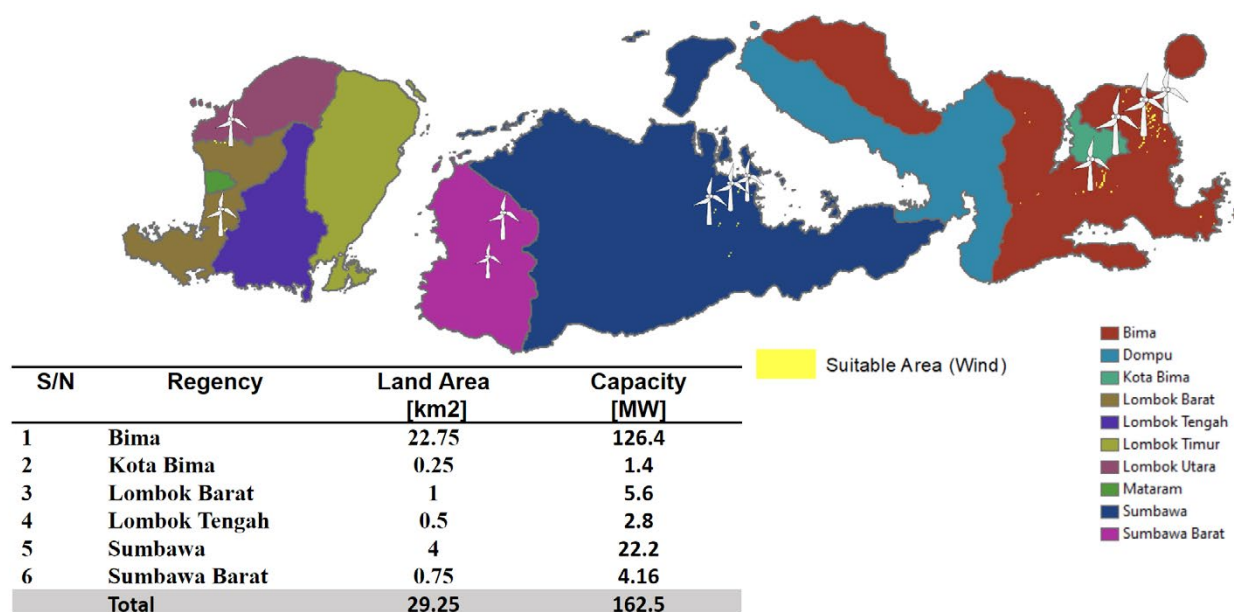 S/N Regency Land Area [km2] Capacity [MW]
1 Bima 22.75 126.4
2 Kota Bima 0.25 1.4
3 Lombok Barat 1 5.6
4 Lombok Tengah 0.5 2.8
5 Sumbawa 4 22.2
6 Sumbawa Barat 0.75 4.16
Total 29.25 162.5
Suitable Area (Wind)
Bima
Dompu
Kota Bima
Lombok Barat
Lombok Tengah
Lombok Timur
Lombok Utara
Mataram
Sumbawa
Sumbawa Barat